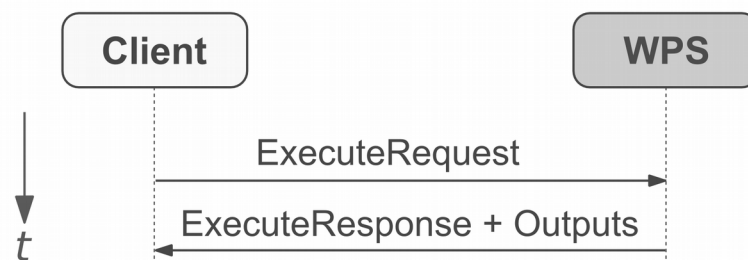 Client
WPS
ExecuteRequest
ExecuteResponse + Outputs
t